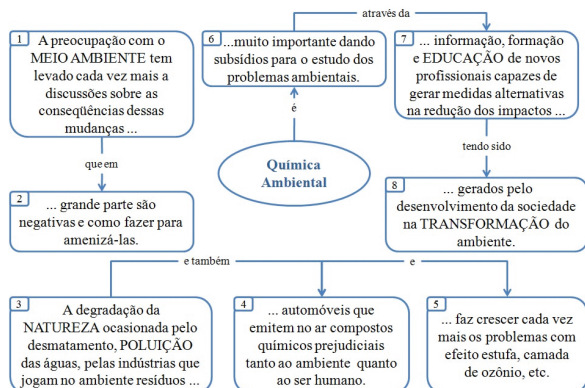 1
A preocupação com o
MEIO AMBIENTE tem
levado cada vez mais a
discussões sobre as
conseqüências dessas
mudanças ...
que em
2
... grande parte são
negativas e como fazer para
amenizá-las.
3
A degradação da
NATUREZA ocasionada pelo
desmatamento, POLUIÇÃO
das águas, pelas indústrias que
jogam no ambiente resíduos ...
e também
4
... automóveis que
emitem no ar compostos
químicos prejudiciais
tanto ao ambiente quanto
ao ser humano.
e
5
... faz crescer cada vez
mais os problemas com
efeito estufa, camada
de ozônio, etc.
Química
Ambiental
é
6
...muito importante dando
subsídios para o estudo dos
problemas ambientais.
através da
7
... informação, formação
e EDUCAÇÃO de novos
profissionais capazes de
gerar medidas alternativas
na redução dos impactos ...
tendo sido
8
... gerados pelo
desenvolvimento da sociedade
na TRANSFORMAÇÃO do
ambiente.